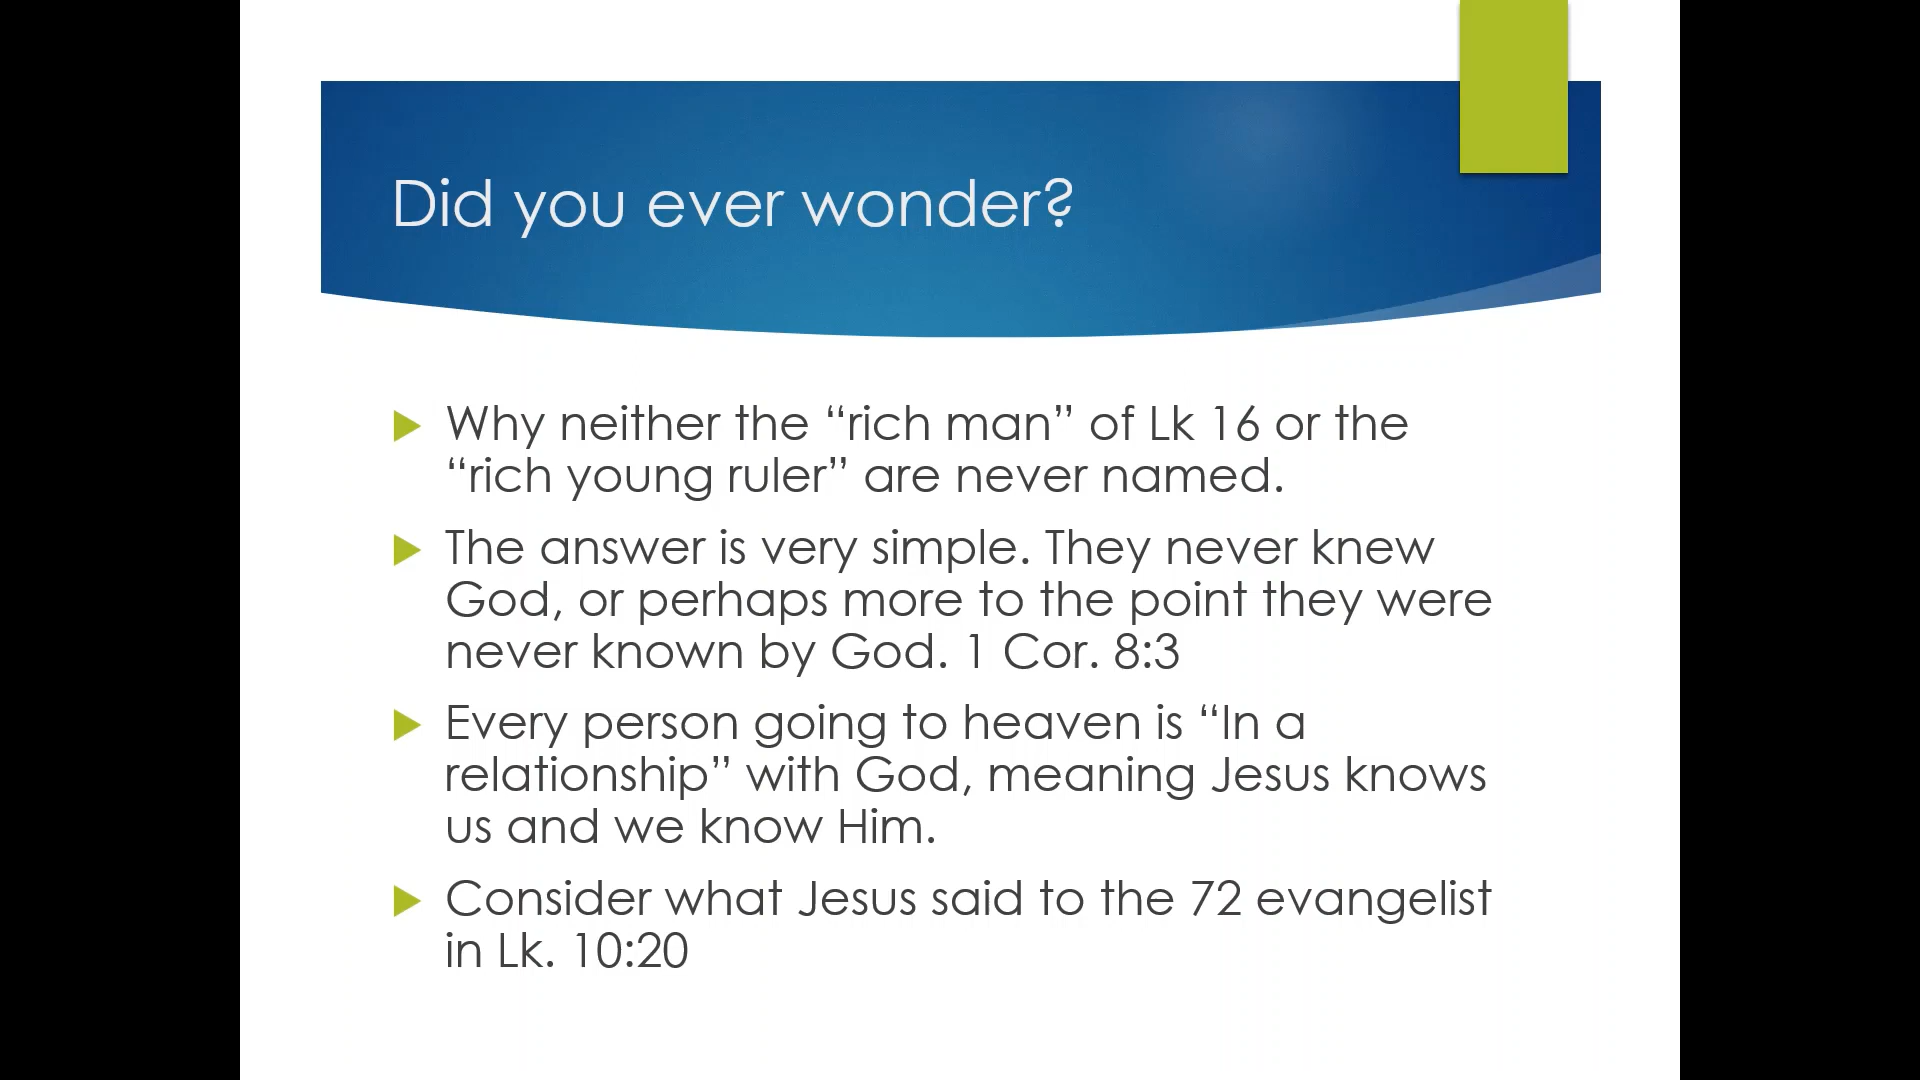 Did you ever wonder?
Why neither the “rich man” of Lk 16 or the
“rich young ruler” are never named.
The answer is very simple. They never knew
God, or perhaps more to the point they were
never known by God. 1 Cor. 8:3
Every person going to heaven is “In a
relationship” with God, meaning Jesus knows
us and we know Him.
Consider what Jesus said to the 72 evangelist
in Lk. 10:20